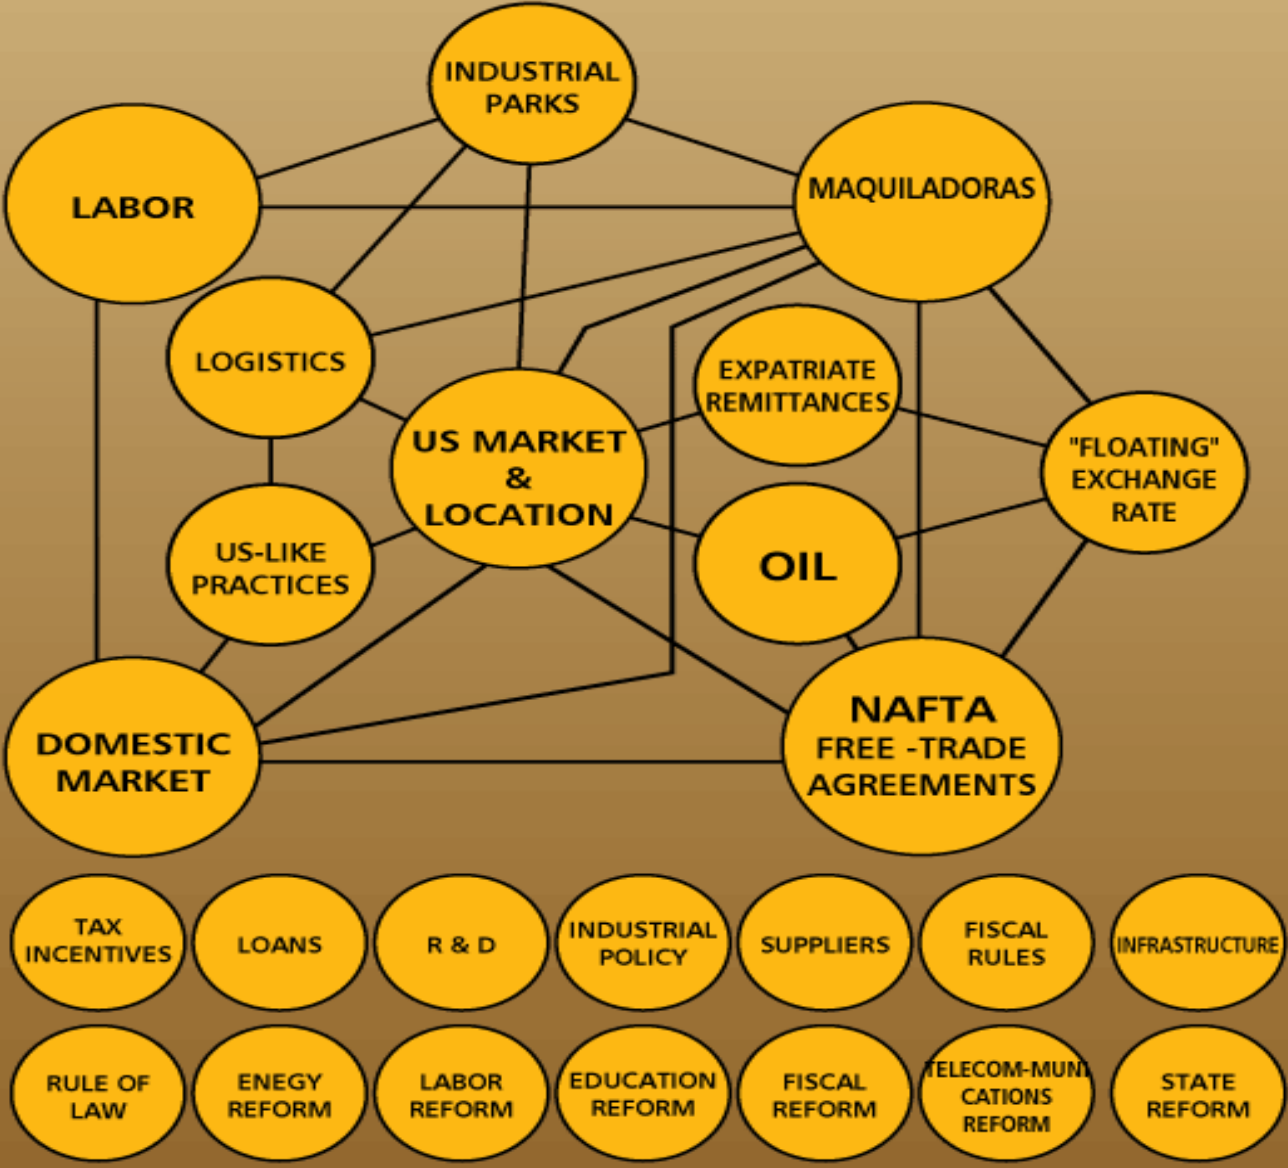 INDUSTRIAL
PARKS
LABOR
MAQUILADORAS
LOGISTICS
EXPATRIATE
REMITTANCES
US MARKET
&
LOCATION
"FLOATING"
EXCHANGE
RATE
US-LIKE
PRACTICES
OIL
DOMESTIC
MARKET
NAFTA
FREE -TRADE
AGREEMENTS
TAX
INCENTIVES
LOANS
R & D
INDUSTRIAL
POLICY
SUPPLIERS
FISCAL
RULES
INFRASTRUCTURE
RULE OF
LAW
ENEGY
REFORM
LABOR
REFORM
EDUCATION
REFORM
FISCAL
REFORM
TELECOM-MUNI
CATIONS
REFORM
STATE
REFORM